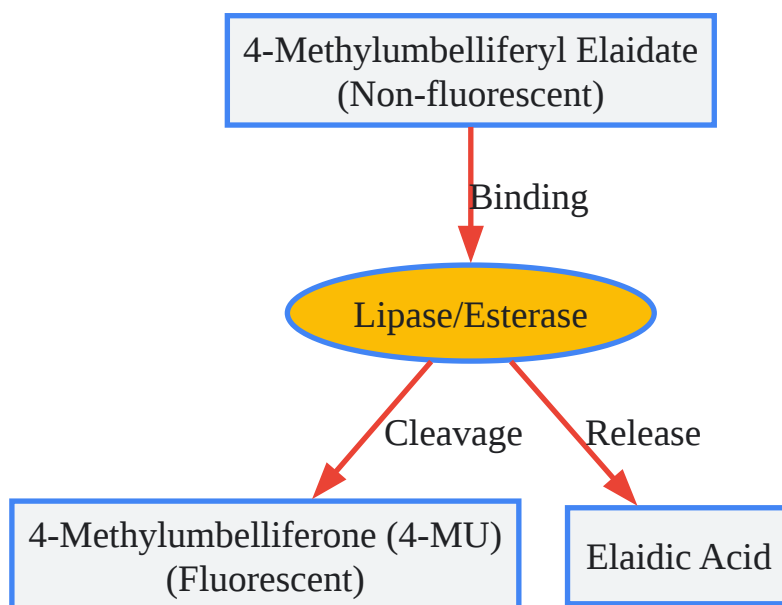 4-Methylumbelliferyl Elaidate
(Non-fluorescent)
Binding
Lipase/Esterase
Cleavage
Release
4-Methylumbelliferone (4-MU)
(Fluorescent)
Elaidic Acid